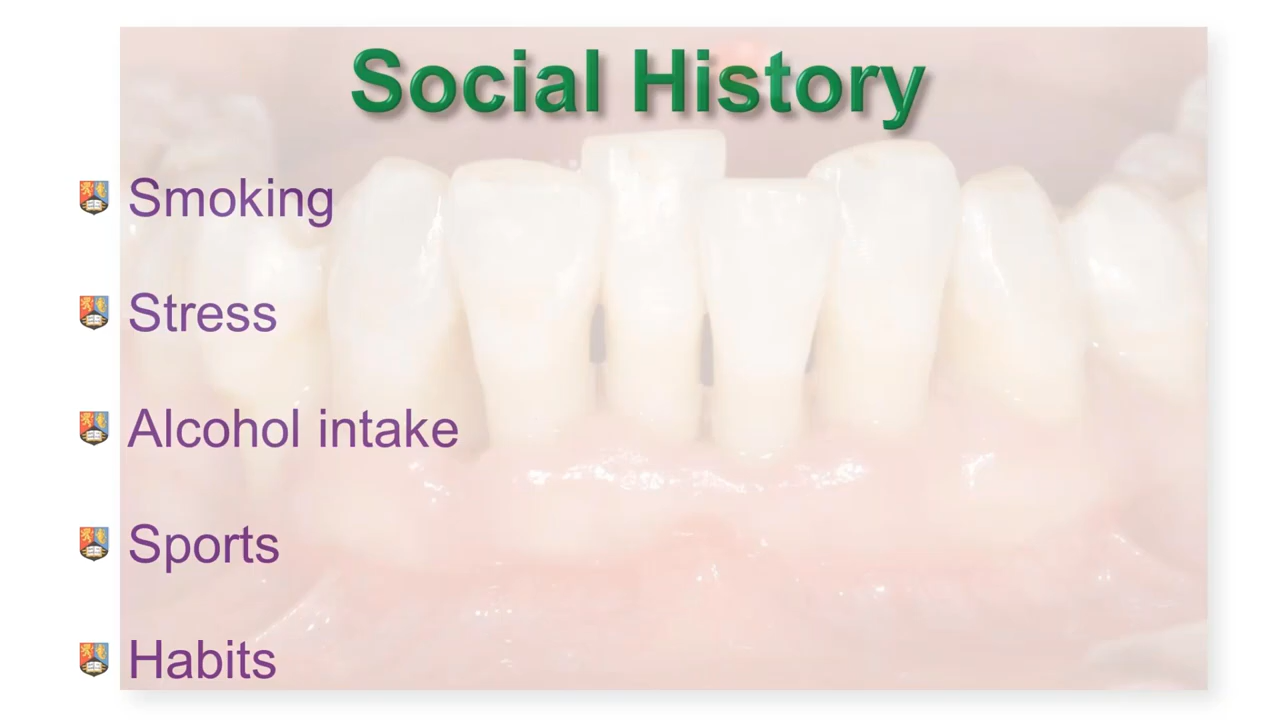 Social History
Smoking
Stress
Alcohol intake
Sports
Habits